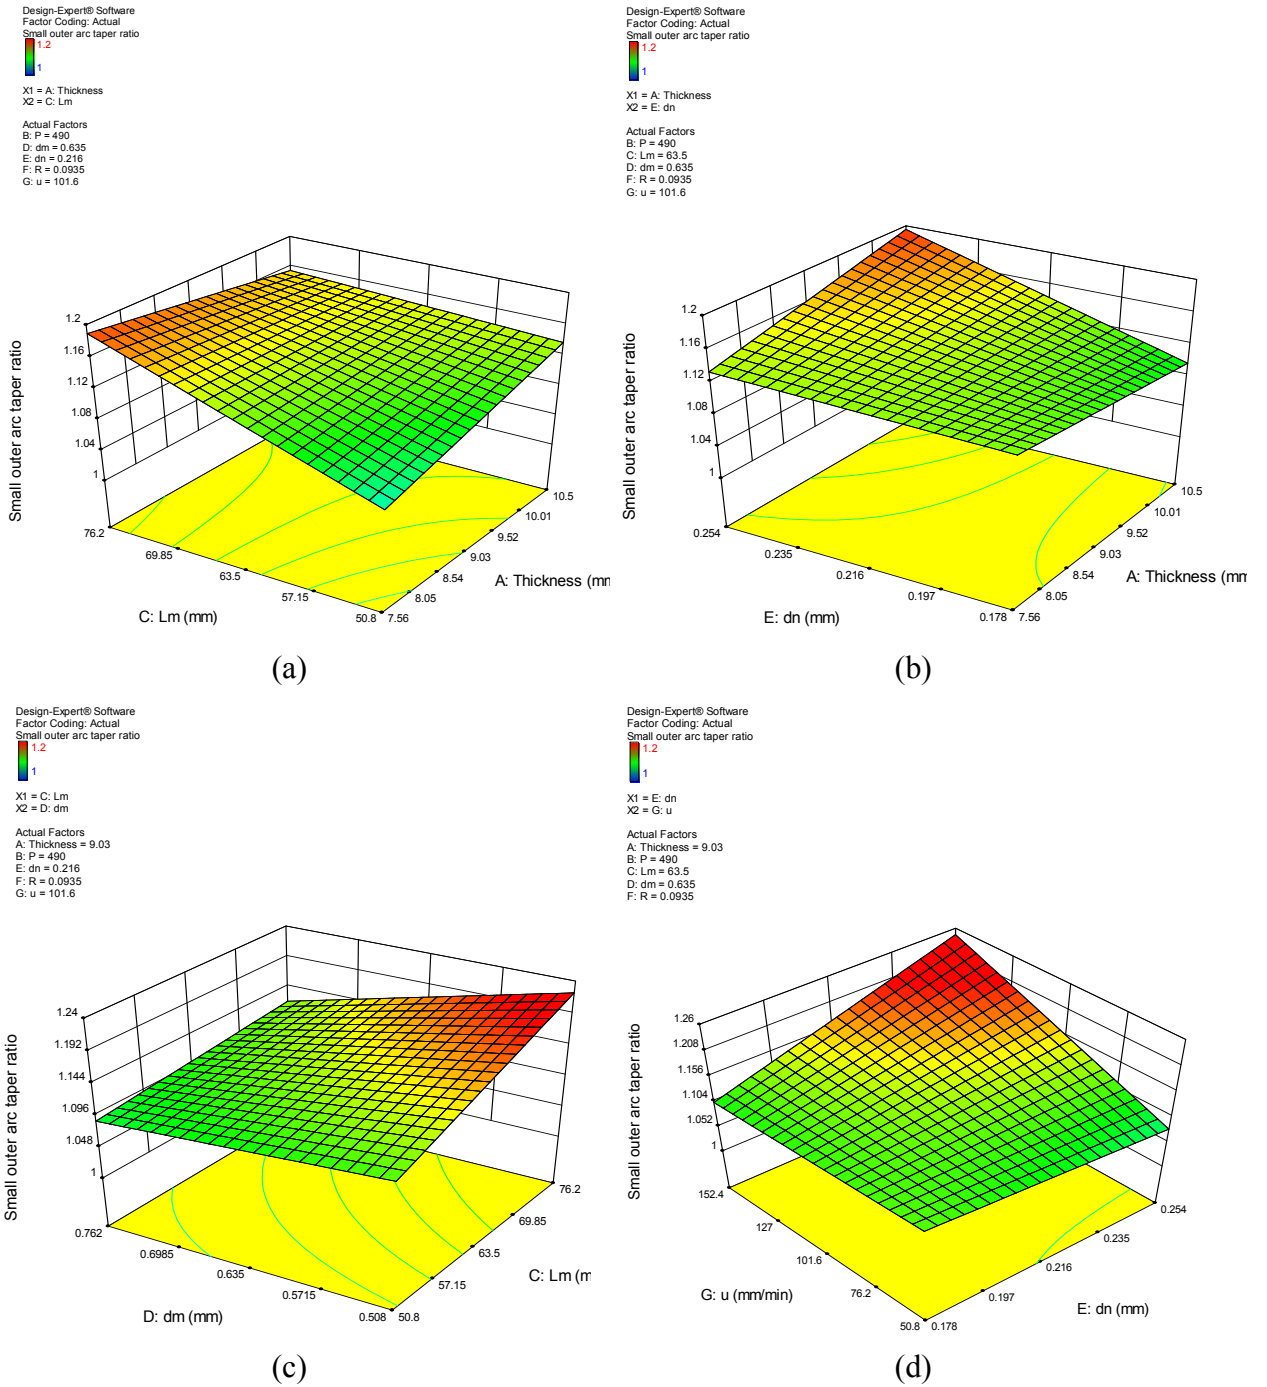 Design-Expert® Software
Factor Coding: Actual
Small outer arc taper ratio
1.2
1
X1 = A: Thickness
X2 = C: Lm
Actual Factors
B: P = 490
D: dm = 0.635
E: dn = 0.216
F: R = 0.0935
G: u = 101.6
1.2
1.16
1.12
1.08
1.04
1
Small outer arc taper ratio
76.2
69.85
63.5
57.15
50.8
C: Lm (mm)
7.56
8.05
8.54
9.03
9.52
10.01
10.5
A: Thickness (mm
(a)
Design-Expert® Software
Factor Coding: Actual
Small outer arc taper ratio
1.2
1
X1 = A: Thickness
X2 = E: dn
Actual Factors
B: P = 490
C: Lm = 63.5
D: dm = 0.635
F: R = 0.0935
G: u = 101.6
1.2
1.16
1.12
1.08
1.04
1
Small outer arc taper ratio
0.254
0.235
0.216
0.197
0.178
E: dn (mm)
7.56
8.05
8.54
9.03
9.52
10.01
10.5
A: Thickness (mm
(b)
Design-Expert® Software
Factor Coding: Actual
Small outer arc taper ratio
1.2
1
X1 = C: Lm
X2 = D: dm
Actual Factors
A: Thickness = 9.03
B: P = 490
E: dn = 0.216
F: R = 0.0935
G: u = 101.6
1.24
1.192
1.144
1.096
1.048
1
Small outer arc taper ratio
0.762
0.6985
0.635
0.5715
0.508
D: dm (mm)
50.8
57.15
63.5
69.85
76.2
C: Lm (m
(c)
Design-Expert® Software
Factor Coding: Actual
Small outer arc taper ratio
1.2
1
X1 = E: dn
X2 = G: u
Actual Factors
A: Thickness = 9.03
B: P = 490
C: Lm = 63.5
D: dm = 0.635
F: R = 0.0935
1.26
1.208
1.156
1.104
1.052
1
Small outer arc taper ratio
152.4
127
101.6
76.2
50.8
G: u (mm/min)
0.178
0.197
0.216
0.235
0.254
E: dn (mm)
(d)